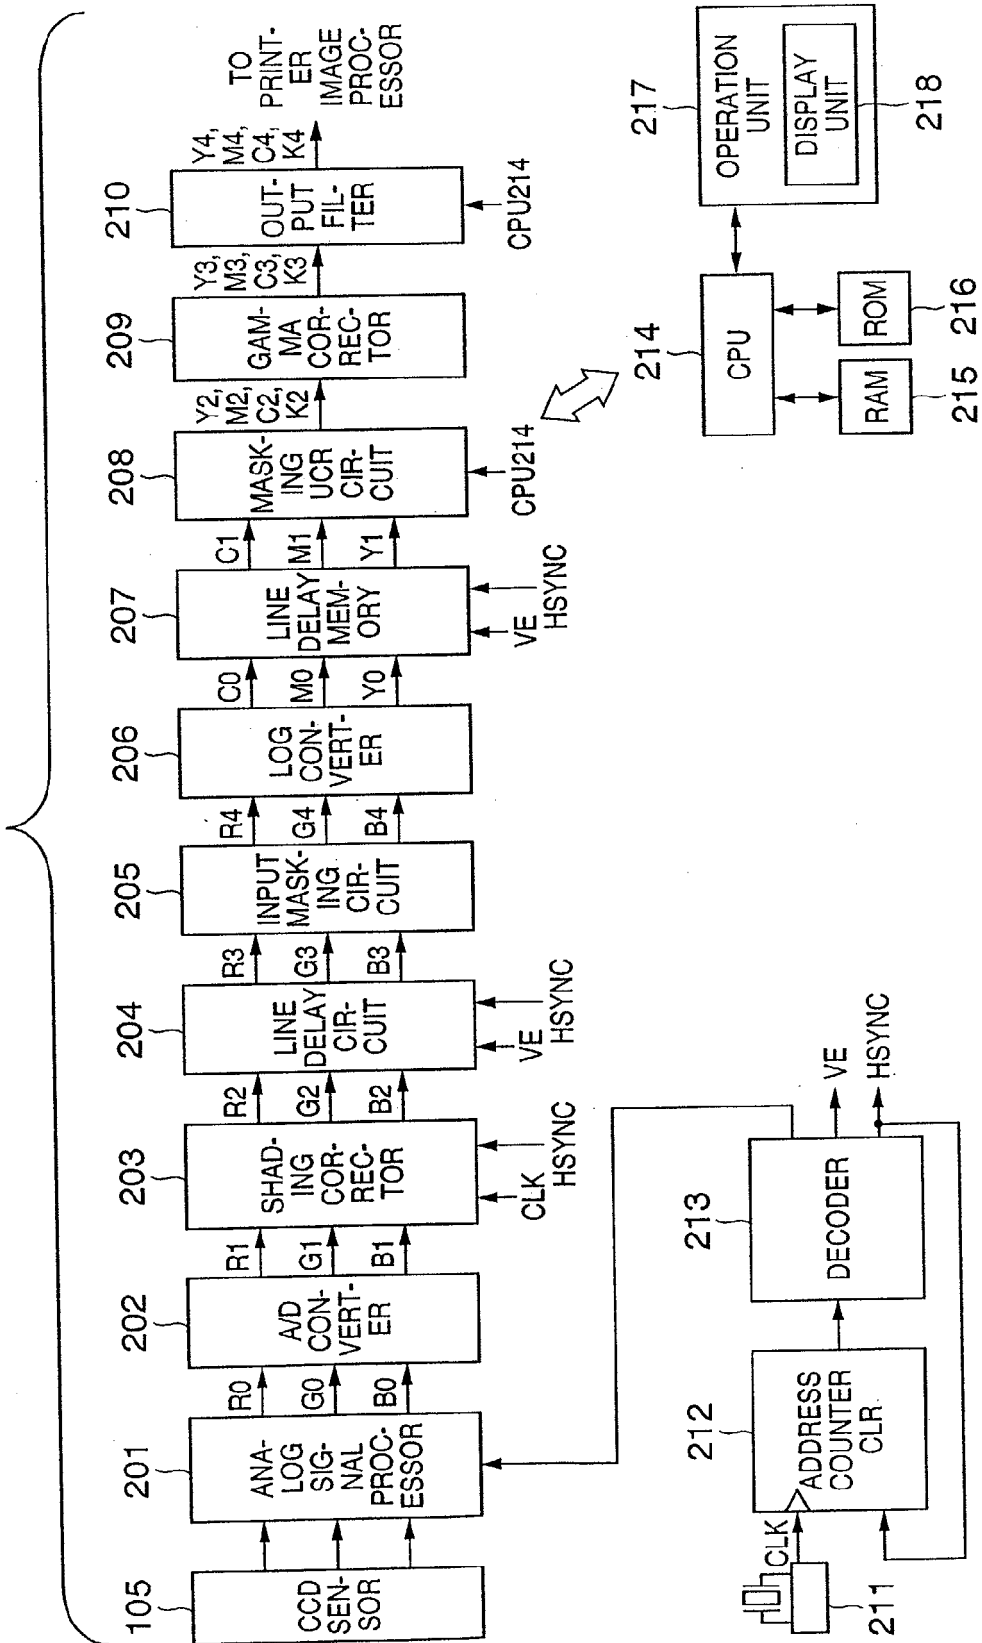 105
CCD
SEN-
SOR
201
ANA-
LOG
SIG-
NAL
PROC-
ESSOR
R0
G0
B0
202
A/D
CON-
VERT-
ER
R1
G1
B1
203
SHAD-
ING
COR-
REC-
TOR
CLK
HSYNC
R2
G2
B2
204
LINE
DELAY
CIR-
CUIT
VE
HSYNC
R3
G3
B3
205
INPUT
MASK-
ING
CIR-
CUIT
R4
G4
B4
206
LOG
CON-
VERT-
ER
C0
M0
Y0
207
LINE
DELAY
MEM-
ORY
VE
HSYNC
C1
M1
Y1
208
MASK-
ING
UCR
CIR-
CUIT
CPU214
Y2,
M2,
C2,
K2
209
GAM-
MA
COR-
REC-
TOR
Y3,
M3,
C3,
K3
210
OUT-
PUT
FIL-
TER
CPU214
Y4,
M4,
C4,
K4
TO
PRINT-
ER
IMAGE
PROC-
ESSOR
211
CLK
212
ADDRESS
COUNTER
CLR
213
DECODER
VE
HSYNC
214
CPU
RAM
215
ROM
216
217
OPERATION
UNIT
DISPLAY
UNIT
218